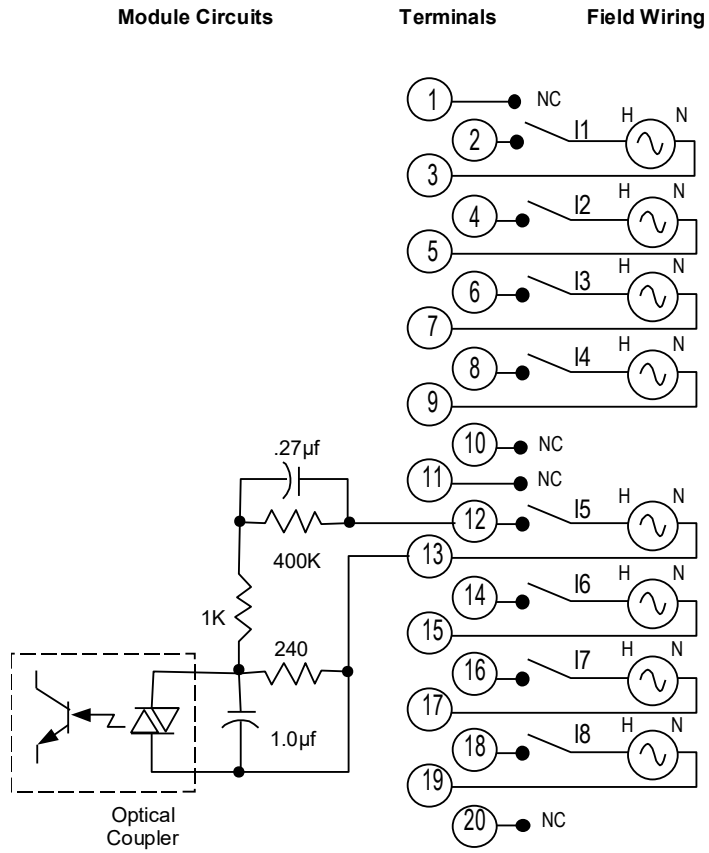 Module Circuits Terminals Field Wiring
1 NC
2 I1 H N
3
4 I2 H N
5
6 I3 H N
7
8 I4 H N
9
10 NC
.27µf
11 NC
12 I5 H N
400K
13
14 I6 H N
1K
15
240
16 I7 H N
17
1.0µf
18 I8 H N
19
Optical
Coupler
20 NC